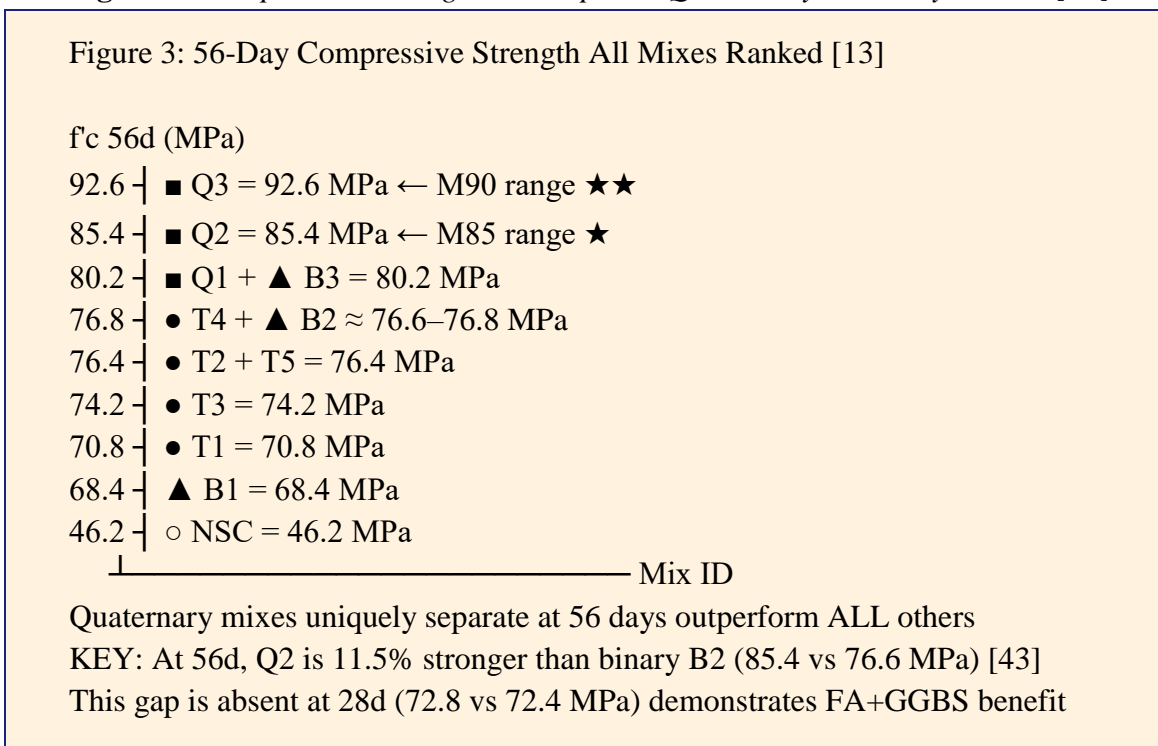 Figure 3: 56-Day Compressive Strength All Mixes Ranked [13]
f'c 56d (MPa)
92.6 ┤ ■ Q3 = 92.6 MPa ← M90 range ★★
85.4 ┤ ■ Q2 = 85.4 MPa ← M85 range ★
80.2 ┤ ■ Q1 + ▲ B3 = 80.2 MPa
76.8 ┤ ● T4 + ▲ B2 ≈ 76.6–76.8 MPa
76.4 ┤ ● T2 + T5 = 76.4 MPa
74.2 ┤ ● T3 = 74.2 MPa
70.8 ┤ ● T1 = 70.8 MPa
68.4 ┤ ▲ B1 = 68.4 MPa
46.2 ┤ ○ NSC = 46.2 MPa
Mix ID
Quaternary mixes uniquely separate at 56 days outperform ALL others
KEY: At 56d, Q2 is 11.5% stronger than binary B2 (85.4 vs 76.6 MPa) [43]
This gap is absent at 28d (72.8 vs 72.4 MPa) demonstrates FA+GGBS benefit